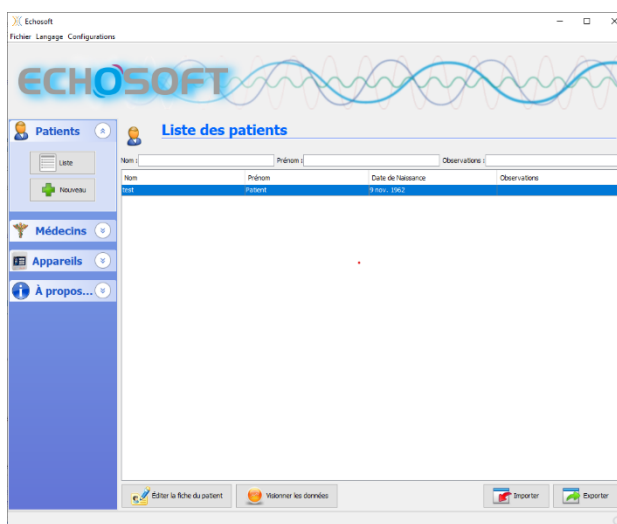 Echosoft
Fichier Langage Configurations
ECHOSOFT
Patients
Liste
Nouveau
Médecins
Appareils
À propos...
Liste des patients
Nom : Prénom : Observations :
Nom Prénom Date de Naissance Observations
test Patient 9 nov. 1962
Éditer la fiche du patient Visionner les données Importer Exporter